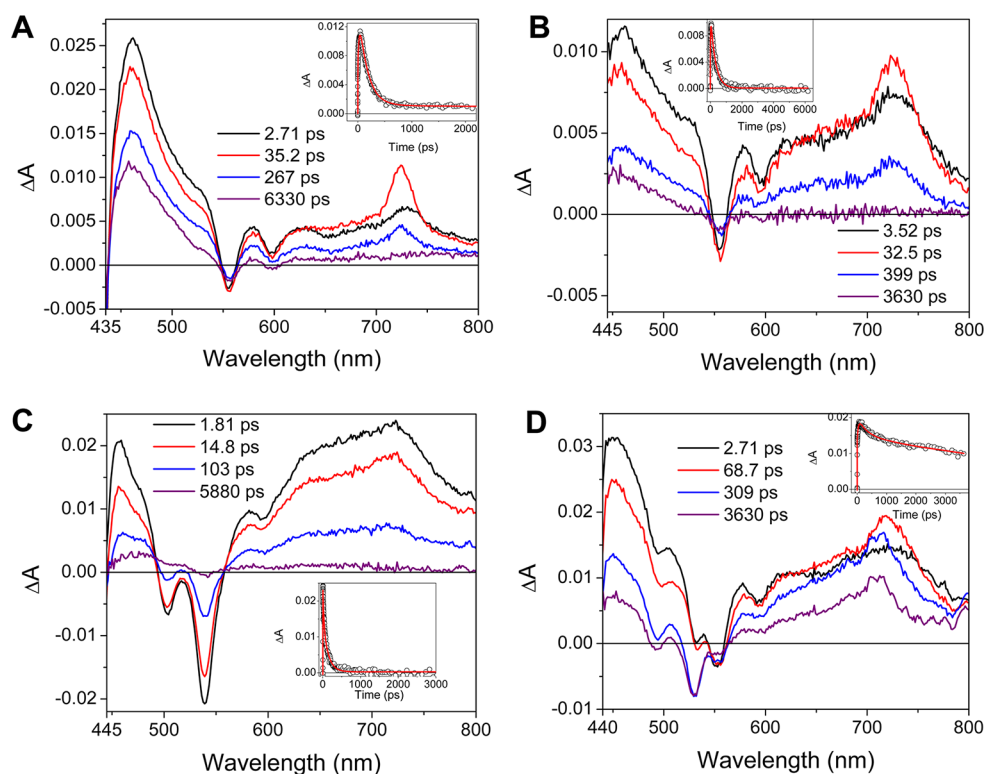 A
0.025
0.020
0.015
0.010
0.005
0.000
-0.005
ΔA
435 500 600 700 800
Wavelength (nm)
2.71 ps
35.2 ps
267 ps
6330 ps
0.012
0.008
0.004
0.000
ΔA
0 1000 2000
Time (ps)
B
0.010
0.005
0.000
-0.005
ΔA
445 500 600 700 800
Wavelength (nm)
3.52 ps
32.5 ps
399 ps
3630 ps
0.008
0.004
0.000
ΔA
0 2000 4000 6000
Time (ps)
C
0.02
0.01
0.00
-0.01
-0.02
ΔA
445 500 600 700 800
Wavelength (nm)
1.81 ps
14.8 ps
103 ps
5880 ps
0.02
0.01
0.00
ΔA
0 1000 2000 3000
Time (ps)
D
0.03
0.02
0.01
0.00
-0.01
ΔA
440 500 600 700 800
Wavelength (nm)
2.71 ps
68.7 ps
309 ps
3630 ps
0.02
0.01
0.00
ΔA
0 1000 2000 3000
Time (ps)